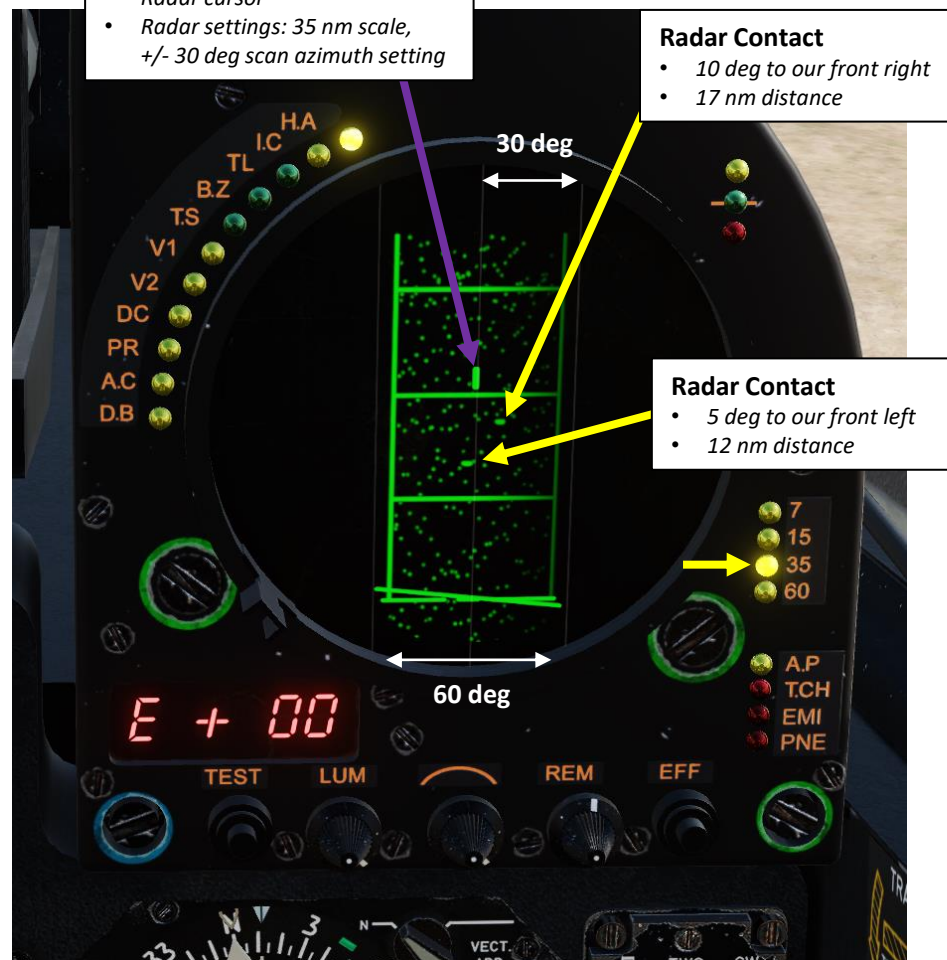 Radar cursor
• Radar settings: 35 nm scale,
+/- 30 deg scan azimuth setting
Radar Contact
• 10 deg to our front right
• 17 nm distance
30 deg
H.A
I.C
TL
B.Z
T.S
V1
V2
DC
PR
A.C
D.B
Radar Contact
• 5 deg to our front left
• 12 nm distance
7
15
35
60
60 deg
A.P
T.CH
EMI
PNE
E + 00
TEST
LUM
REM
EFF
33
N
3
N
VECT.